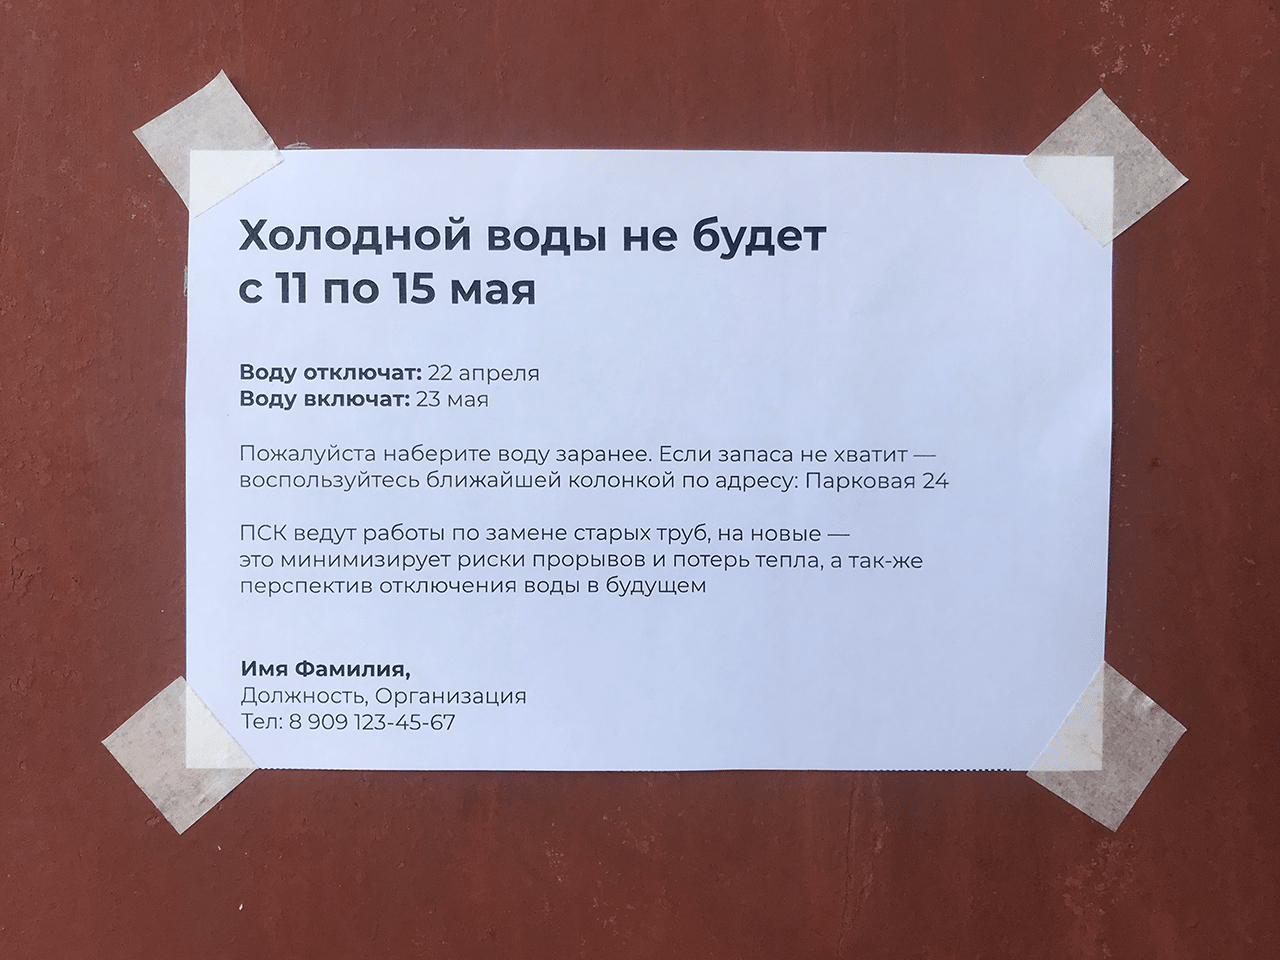 Холодной воды не будет
с 11 по 15 мая
Воду отключат: 22 апреля
Воду включат: 23 мая
Пожалуйста наберите воду заранее. Если запаса не хватит —
воспользуйтесь ближайшей колонкой по адресу: Парковая 24
ПСК ведут работы по замене старых труб, на новые —
это минимизирует риски прорывов и потерь тепла, а так-же
перспектив отключения воды в будущем
Имя Фамилия,
Должность, Организация
Тел: 8 909 123-45-67